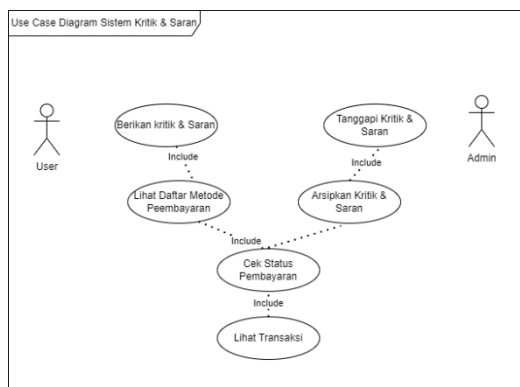 Use Case Diagram Sistem Kritik & Saran
Berikan kritik & Saran
Tanggapi Kritik &
Saran
User
Admin
Include
Include
Lihat Daftar Metode
Peembayaran
Arsipkan Kritik &
Saran
Include
Cek Status
Pembayaran
Include
Lihat Transaksi